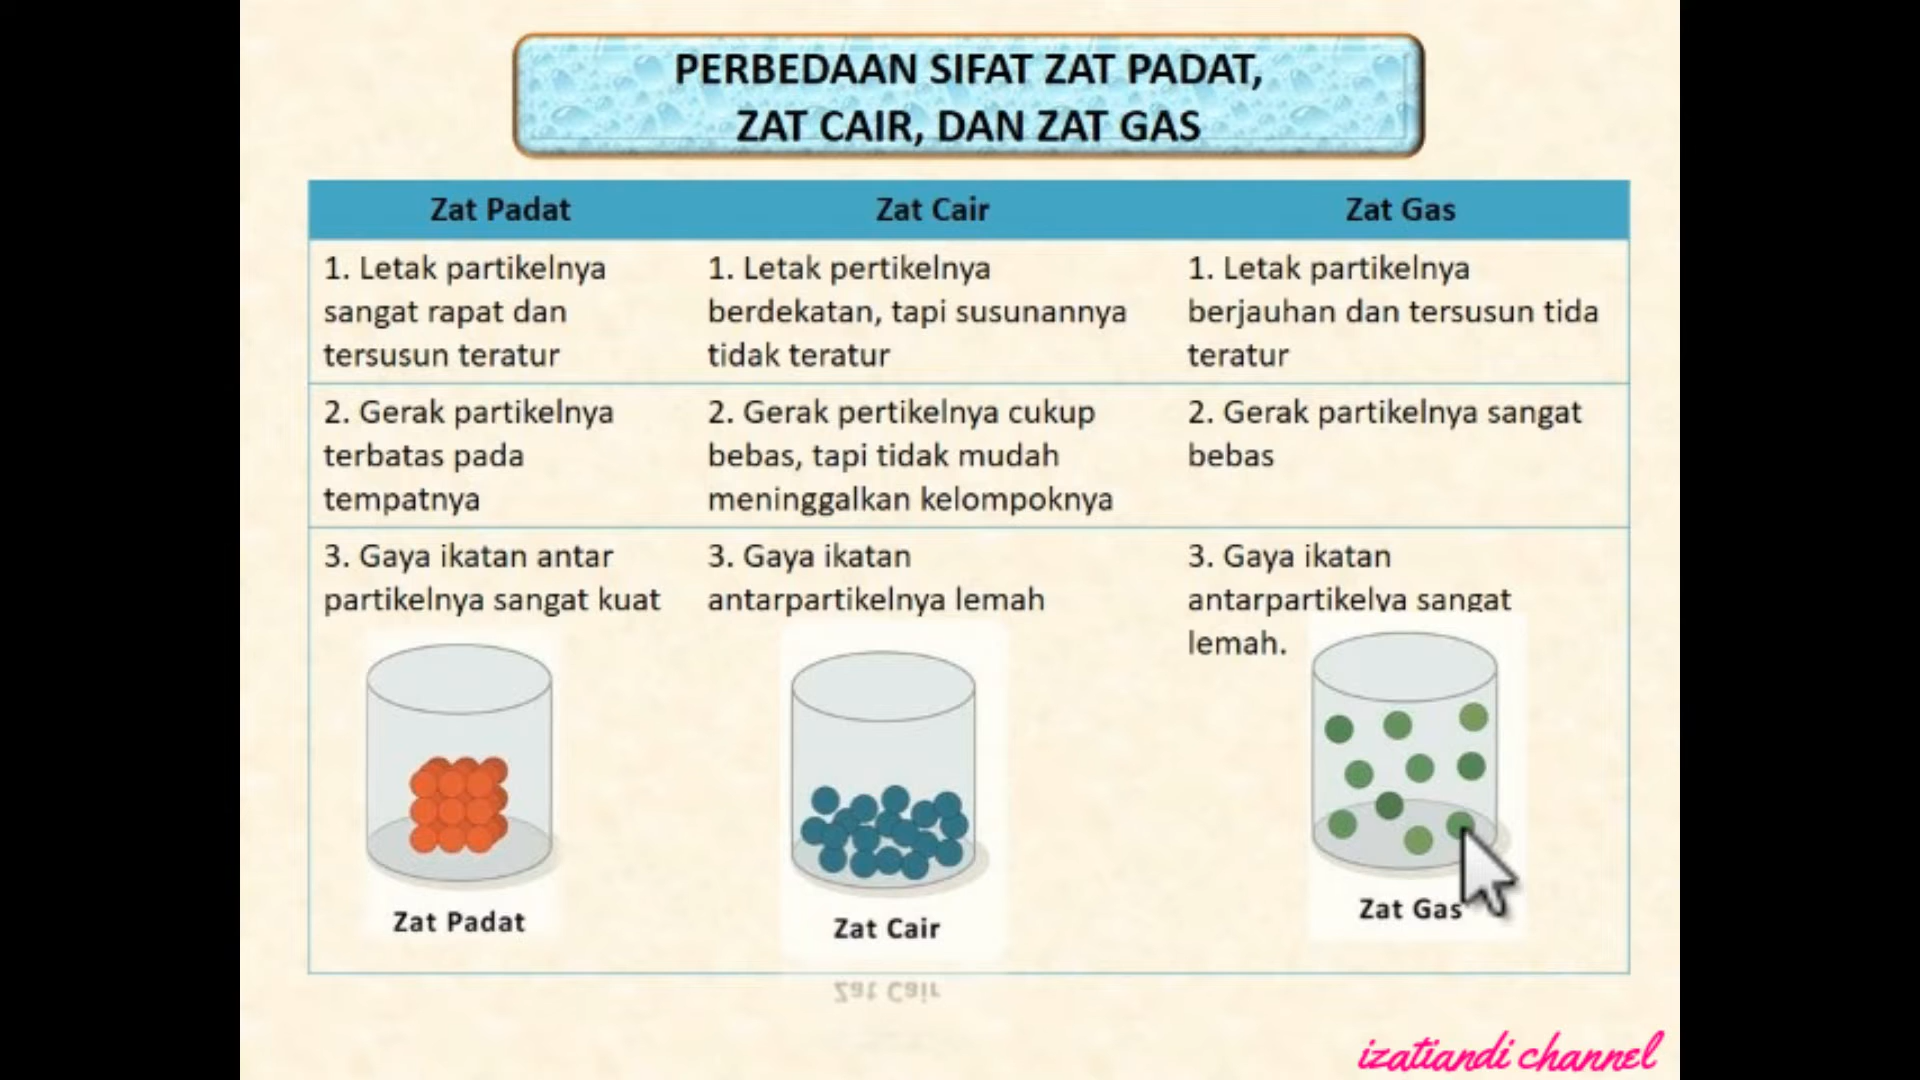 PERBEDAAN SIFAT ZAT PADAT,
ZAT CAIR, DAN ZAT GAS
Zat Padat
Zat Cair
Zat Gas
1. Letak partikelnya
sangat rapat dan
tersusun teratur
1. Letak pertikelnya
berdekatan, tapi susunannya
tidak teratur
1. Letak partikelnya
berjauhan dan tersusun tida
teratur
2. Gerak partikelnya
terbatas pada
tempatnya
2. Gerak pertikelnya cukup
bebas, tapi tidak mudah
meninggalkan kelompoknya
2. Gerak partikelnya sangat
bebas
3. Gaya ikatan antar
partikelnya sangat kuat
3. Gaya ikatan
antarpartikelnya lemah
3. Gaya ikatan
antarpartikelya sangat
lemah.
Zat Padat
Zat Cair
Zat Gas
Zat Cair
izatiandi channel